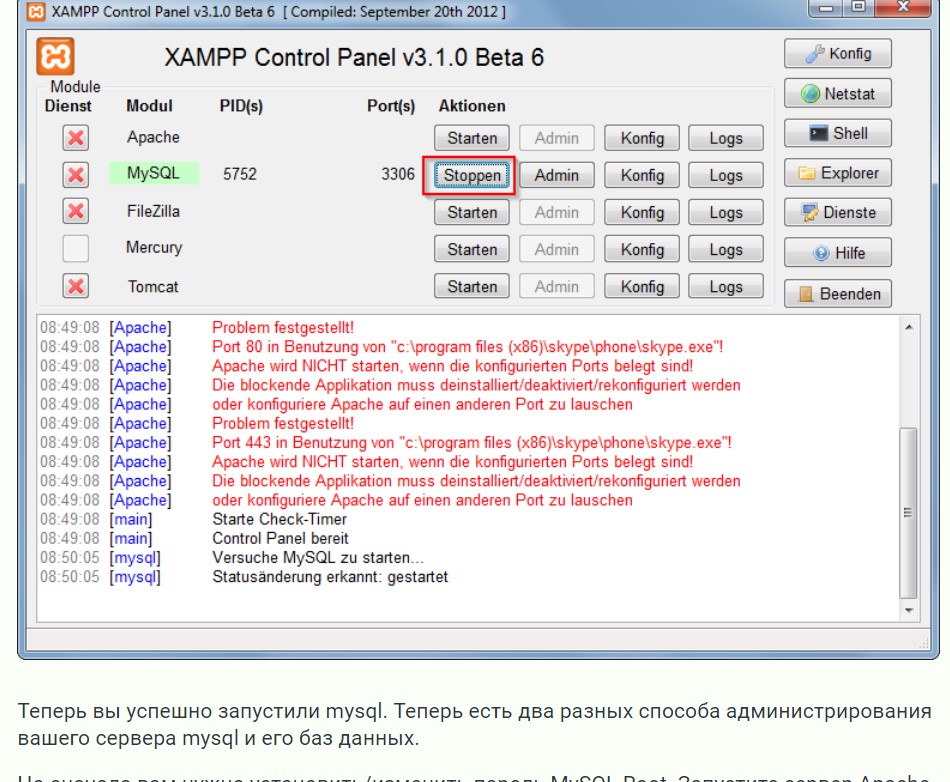 XAMPP Control Panel v3.1.0 Beta 6 [ Compiled: September 20th 2012 ]
XAMPP Control Panel v3.1.0 Beta 6
Konfig
Module
Dienst Modul PID(s) Port(s) Aktionen
Netstat
Apache Starten Admin Konfig Logs
Shell
MySQL 5752 3306 Stoppen Admin Konfig Logs
Explorer
FileZilla Starten Admin Konfig Logs
Dienste
Mercury Starten Admin Konfig Logs
Hilfe
Tomcat Starten Admin Konfig Logs
Beenden
08:49:08 [Apache] Problem festgestellt!
08:49:08 [Apache] Port 80 in Benutzung von "c:\program files (x86)\skype\phone\skype.exe"!
08:49:08 [Apache] Apache wird NICHT starten, wenn die konfigurierten Ports belegt sind!
08:49:08 [Apache] Die blockende Applikation muss deinstalliert/deaktiviert/rekonfiguriert werden
08:49:08 [Apache] oder konfiguriere Apache auf einen anderen Port zu lauschen
08:49:08 [Apache] Problem festgestellt!
08:49:08 [Apache] Port 443 in Benutzung von "c:\program files (x86)\skype\phone\skype.exe"!
08:49:08 [Apache] Apache wird NICHT starten, wenn die konfigurierten Ports belegt sind!
08:49:08 [Apache] Die blockende Applikation muss deinstalliert/deaktiviert/rekonfiguriert werden
08:49:08 [Apache] oder konfiguriere Apache auf einen anderen Port zu lauschen
08:49:08 [main] Starte Check-Timer
08:49:08 [main] Control Panel bereit
08:50:05 [mysql] Versuche MySQL zu starten...
08:50:05 [mysql] Statusänderung erkannt: gestartet
Теперь вы успешно запустили mysql. Теперь есть два разных способа администрирования
вашего сервера mysql и его баз данных.
Но сначала вам нужно установить/изменить пароль MySQL Root. Запустите сервер Apache